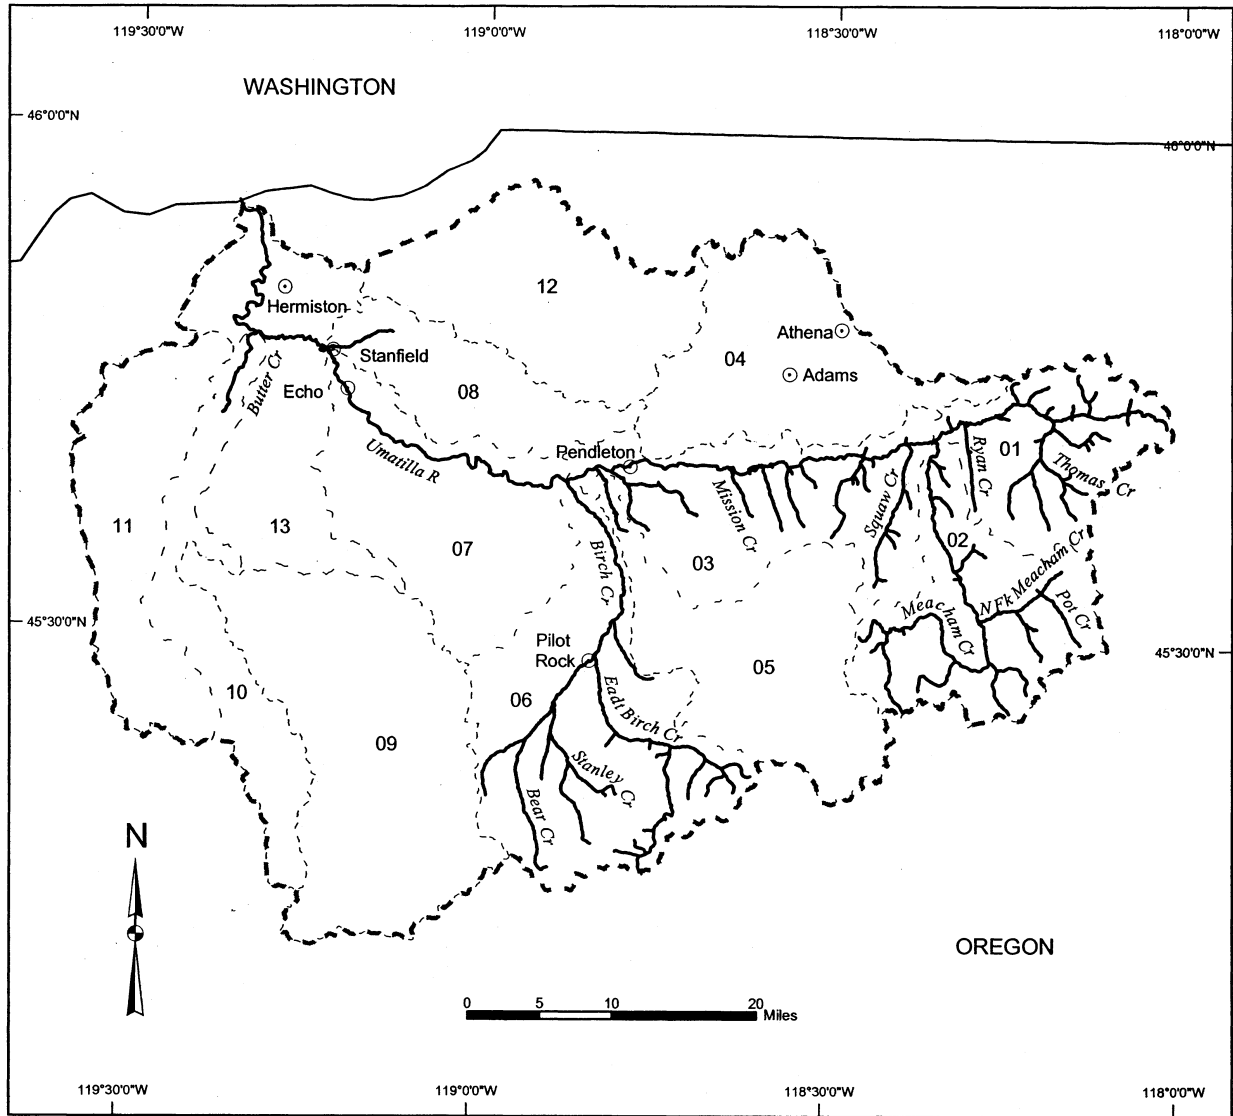 119°30'0"W 119°0'0"W 118°30'0"W 118°0'0"W
WASHINGTON
46°0'0"N
46°0'0"N
12
Hermiston
Athena
04
Stanfield
Adams
Echo
08
Butter Cr
Umatilla R
Pendleton
Ryan Cr
01
Thomas Cr
Mission Cr
Squaw Cr
11
13
07
02
03
Birch Cr
N Fk Meacham Cr
Meacham Cr
Pot Cr
45°30'0"N
45°30'0"N
Pilot
Rock
05
10
06
Eadt Birch Cr
09
Stanley Cr
Bear Cr
N
OREGON
0 5 10 20
Miles
119°30'0"W 119°0'0"W 118°30'0"W 118°0'0"W